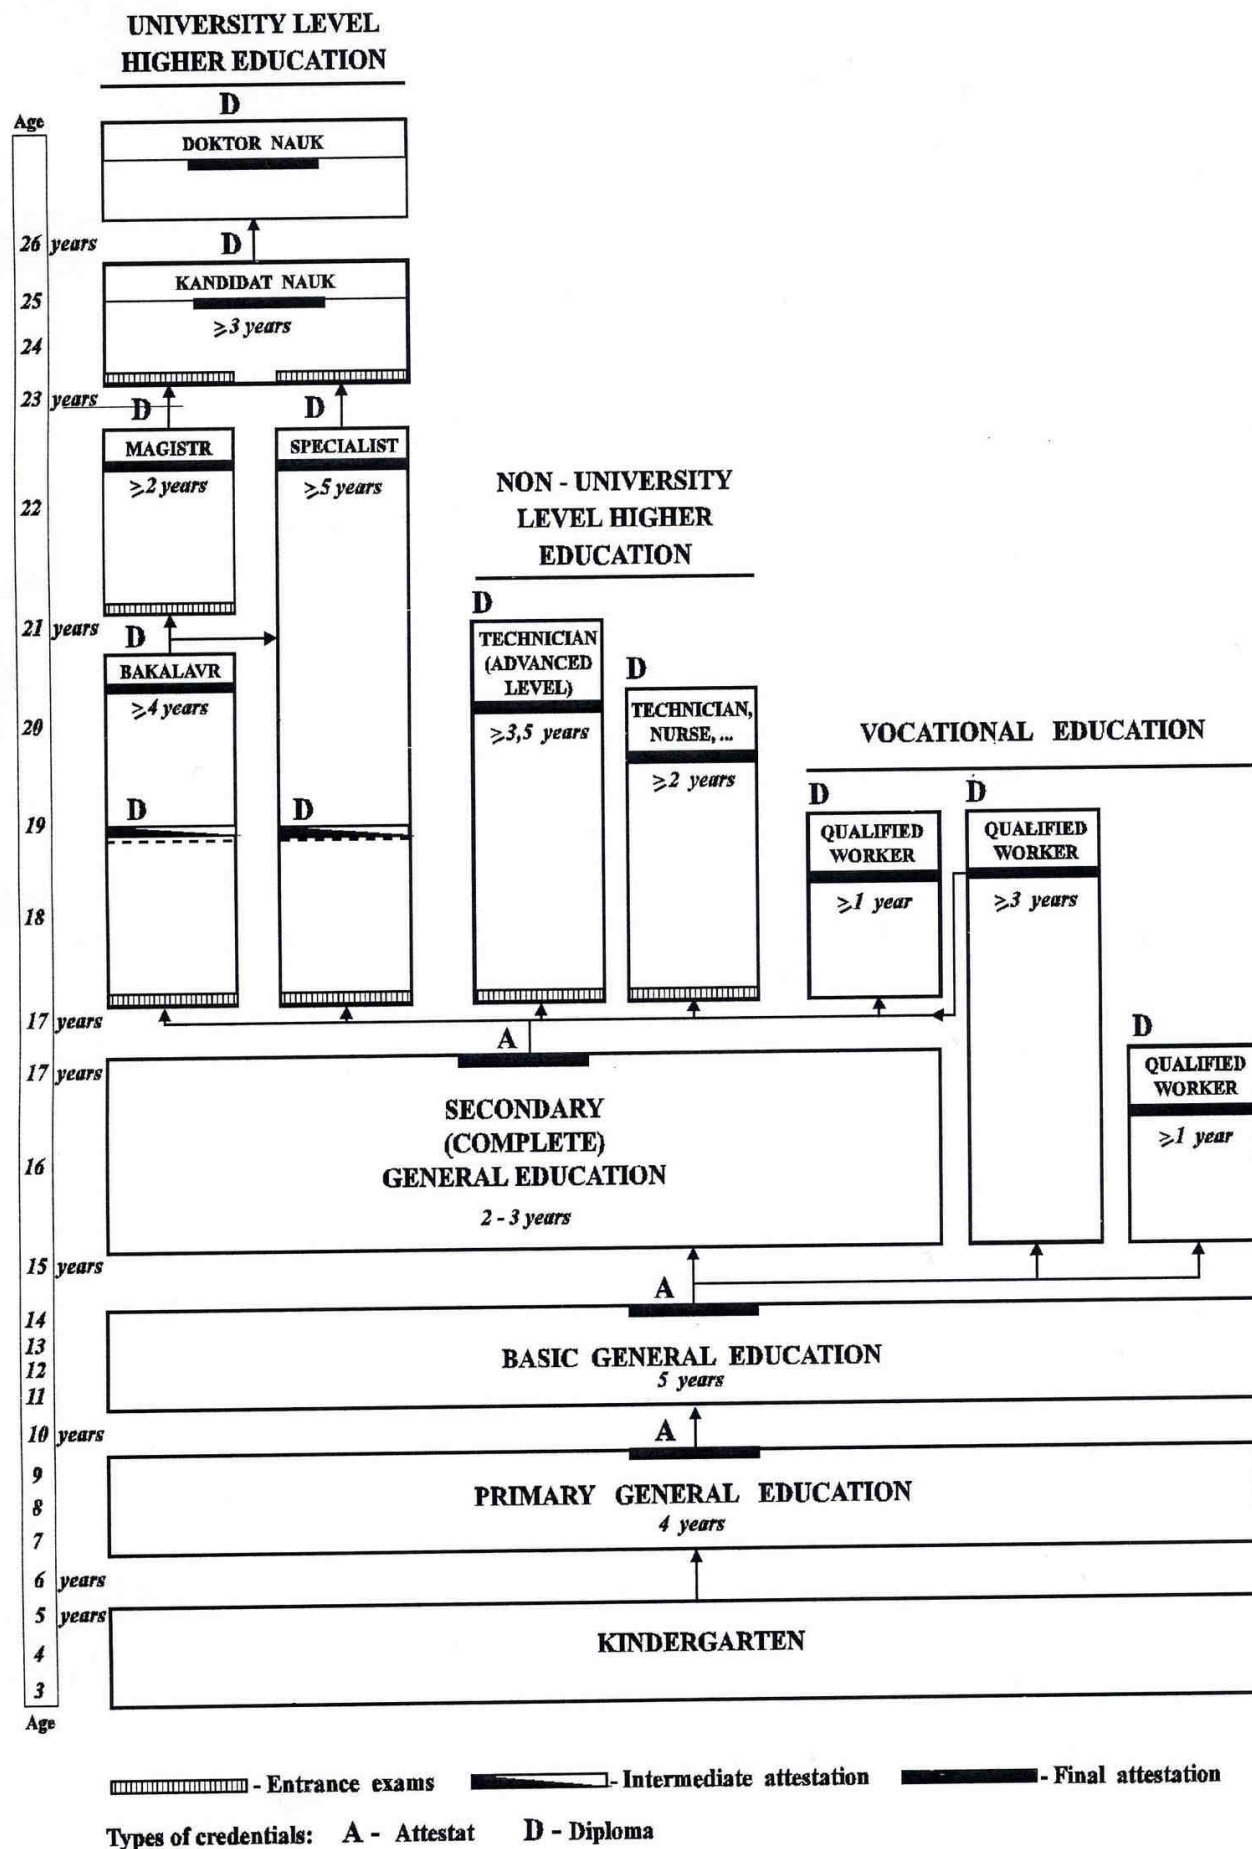 UNIVERSITY LEVEL
HIGHER EDUCATION
D
Age
DOKTOR NAUK
26 years
D
KANDIDAT NAUK
25
⩾3 years
24
23 years
D
D
MAGISTR
SPECIALIST
⩾2 years
⩾5 years
22
NON - UNIVERSITY
LEVEL HIGHER
EDUCATION
21 years
D
D
TECHNICIAN
(ADVANCED
LEVEL)
BAKALAVR
⩾4 years
D
20
⩾3,5 years
TECHNICIAN,
NURSE, ...
⩾2 years
VOCATIONAL EDUCATION
19
D
D
D
D
QUALIFIED
WORKER
QUALIFIED
WORKER
18
⩾1 year
⩾3 years
17 years
A
D
17 years
QUALIFIED
WORKER
SECONDARY
(COMPLETE)
GENERAL EDUCATION
⩾1 year
16
2 - 3 years
15 years
A
14
13
12
11
BASIC GENERAL EDUCATION
5 years
10 years
A
9
8
7
PRIMARY GENERAL EDUCATION
4 years
6 years
5 years
KINDERGARTEN
4
3
Age
- Entrance exams
- Intermediate attestation
- Final attestation
Types of credentials: A - Attestat D - Diploma